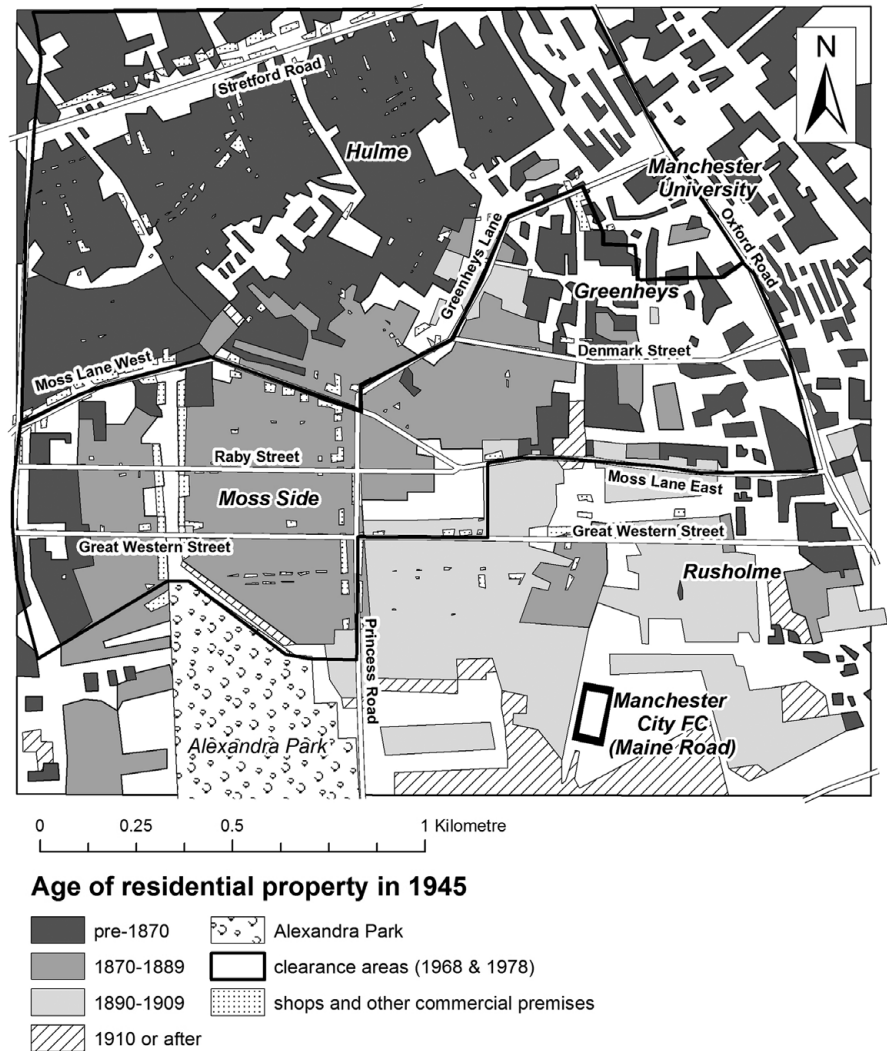 N
Stretford Road
Hulme
Manchester
University
Oxford Road
Greenheys Lane
Greenheys
Denmark Street
Moss Lane West
Raby Street
Moss Side
Moss Lane East
Great Western Street
Great Western Street
Rusholme
Princess Road
Alexandra Park
Manchester
City FC
(Maine Road)
0 0.25 0.5 1 Kilometre
Age of residential property in 1945
pre-1870
1870-1889
1890-1909
1910 or after
Alexandra Park
clearance areas (1968 & 1978)
shops and other commercial premises